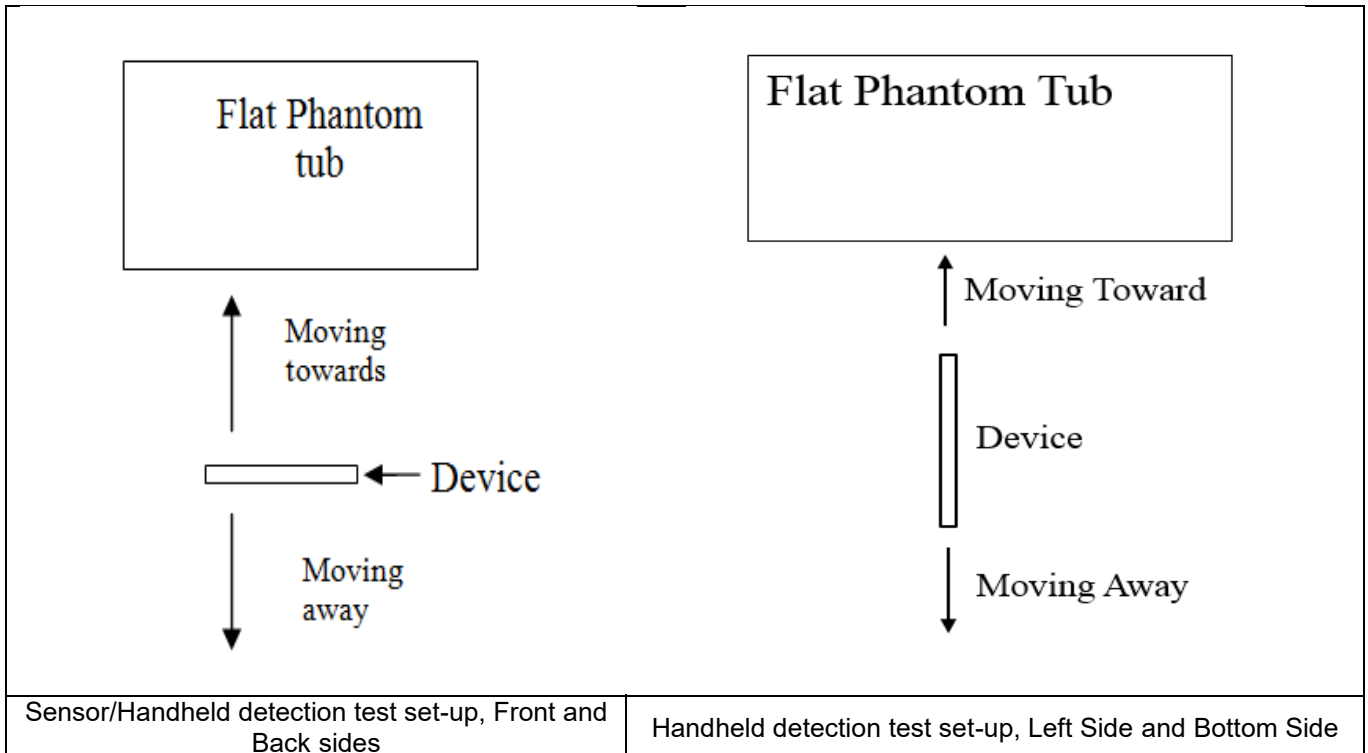 Flat Phantom
tub
Moving
towards
Device
Moving
away
Sensor/Handheld detection test set-up, Front and
Back sides
Flat Phantom Tub
Moving Toward
Device
Moving Away
Handheld detection test set-up, Left Side and Bottom Side